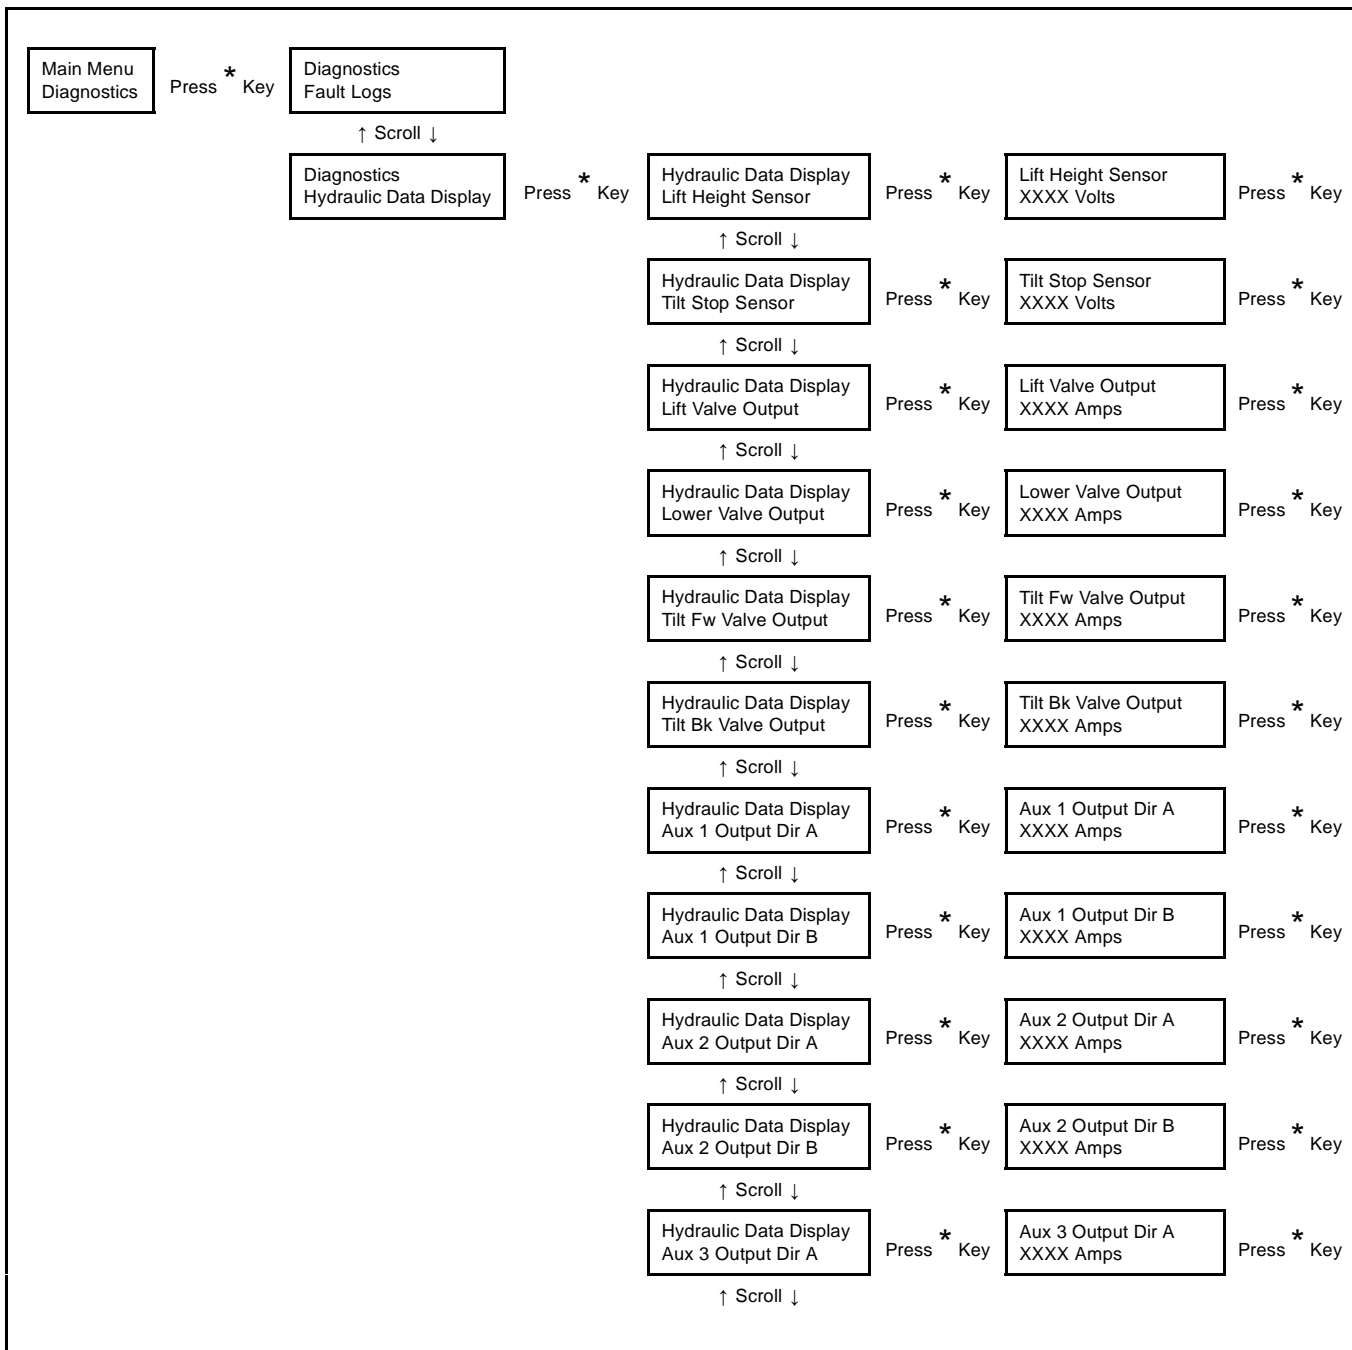 Main Menu
Diagnostics
Press * Key
Diagnostics
Fault Logs
↑ Scroll ↓
Diagnostics
Hydraulic Data Display
Press * Key
Hydraulic Data Display
Lift Height Sensor
Press * Key
Lift Height Sensor
XXXX Volts
Press * Key
↑ Scroll ↓
Hydraulic Data Display
Tilt Stop Sensor
Press * Key
Tilt Stop Sensor
XXXX Volts
Press * Key
↑ Scroll ↓
Hydraulic Data Display
Lift Valve Output
Press * Key
Lift Valve Output
XXXX Amps
Press * Key
↑ Scroll ↓
Hydraulic Data Display
Lower Valve Output
Press * Key
Lower Valve Output
XXXX Amps
Press * Key
↑ Scroll ↓
Hydraulic Data Display
Tilt Fw Valve Output
Press * Key
Tilt Fw Valve Output
XXXX Amps
Press * Key
↑ Scroll ↓
Hydraulic Data Display
Tilt Bk Valve Output
Press * Key
Tilt Bk Valve Output
XXXX Amps
Press * Key
↑ Scroll ↓
Hydraulic Data Display
Aux 1 Output Dir A
Press * Key
Aux 1 Output Dir A
XXXX Amps
Press * Key
↑ Scroll ↓
Hydraulic Data Display
Aux 1 Output Dir B
Press * Key
Aux 1 Output Dir B
XXXX Amps
Press * Key
↑ Scroll ↓
Hydraulic Data Display
Aux 2 Output Dir A
Press * Key
Aux 2 Output Dir A
XXXX Amps
Press * Key
↑ Scroll ↓
Hydraulic Data Display
Aux 2 Output Dir B
Press * Key
Aux 2 Output Dir B
XXXX Amps
Press * Key
↑ Scroll ↓
Hydraulic Data Display
Aux 3 Output Dir A
Press * Key
Aux 3 Output Dir A
XXXX Amps
Press * Key
↑ Scroll ↓